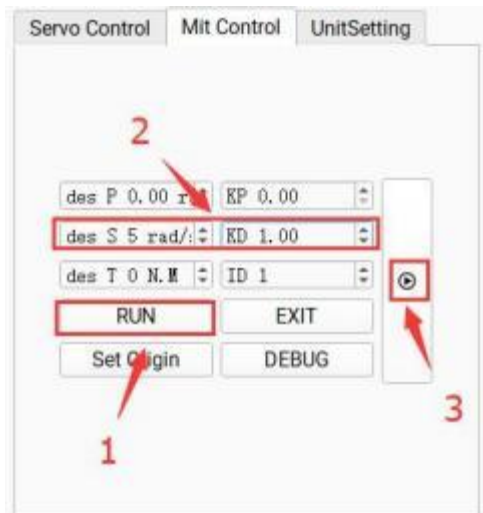 Servo Control Mit Control UnitSetting
2
des P 0.00 KP 0.00
des S 5 rad/ KD 1.00
des T 0 N.M ID 1
RUN EXIT
Set Origin DEBUG
3
1